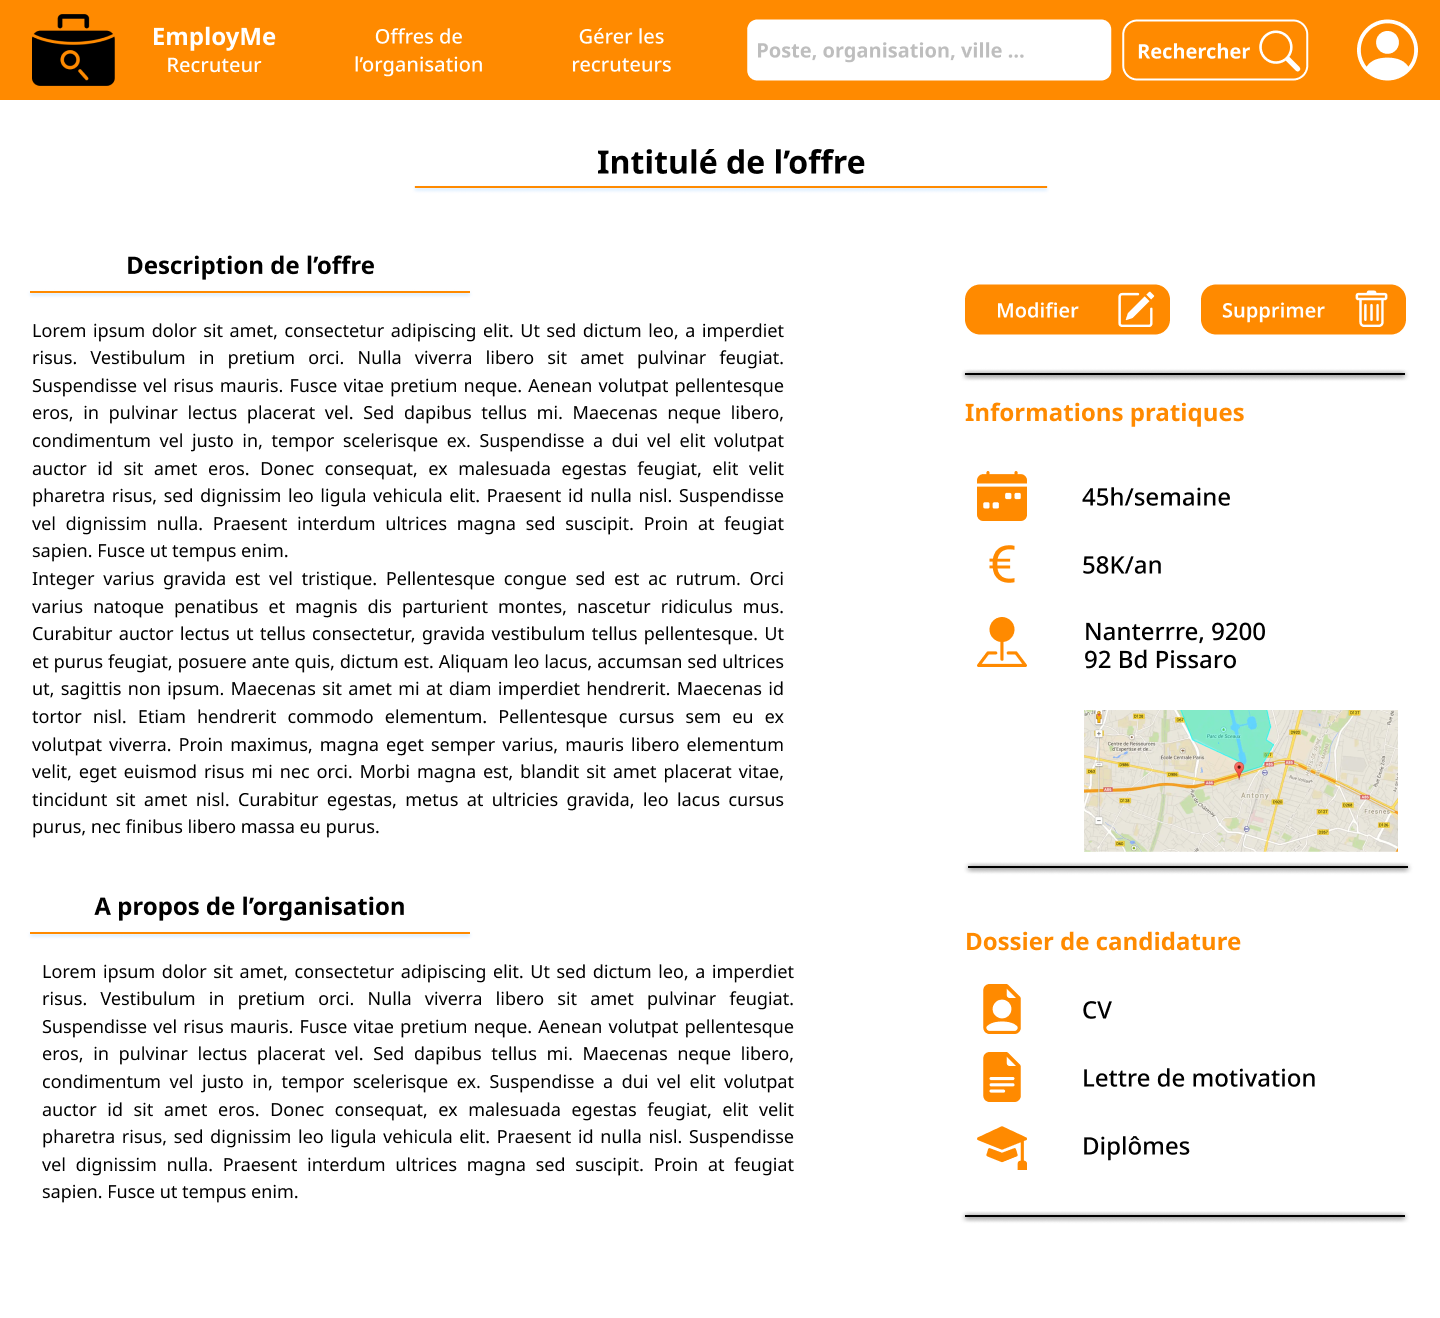 EmployMe
Recruteur
Offres de
l’organisation
Gérer les
recruteurs
Poste, organisation, ville ...
Rechercher
Intitulé de l’offre
Description de l’offre
Lorem ipsum dolor sit amet, consectetur adipiscing elit. Ut sed dictum leo, a imperdiet
risus. Vestibulum in pretium orci. Nulla viverra libero sit amet pulvinar feugiat.
Suspendisse vel risus mauris. Fusce vitae pretium neque. Aenean volutpat pellentesque
eros, in pulvinar lectus placerat vel. Sed dapibus tellus mi. Maecenas neque libero,
condimentum vel justo in, tempor scelerisque ex. Suspendisse a dui vel elit volutpat
auctor id sit amet eros. Donec consequat, ex malesuada egestas feugiat, elit velit
pharetra risus, sed dignissim leo ligula vehicula elit. Praesent id nulla nisl. Suspendisse
vel dignissim nulla. Praesent interdum ultrices magna sed suscipit. Proin at feugiat
sapien. Fusce ut tempus enim.
Integer varius gravida est vel tristique. Pellentesque congue sed est ac rutrum. Orci
varius natoque penatibus et magnis dis parturient montes, nascetur ridiculus mus.
Curabitur auctor lectus ut tellus consectetur, gravida vestibulum tellus pellentesque. Ut
et purus feugiat, posuere ante quis, dictum est. Aliquam leo lacus, accumsan sed ultrices
ut, sagittis non ipsum. Maecenas sit amet mi at diam imperdiet hendrerit. Maecenas id
tortor nisl. Etiam hendrerit commodo elementum. Pellentesque cursus sem eu ex
volutpat viverra. Proin maximus, magna eget semper varius, mauris libero elementum
velit, eget euismod risus mi nec orci. Morbi magna est, blandit sit amet placerat vitae,
tincidunt sit amet nisl. Curabitur egestas, metus at ultricies gravida, leo lacus cursus
purus, nec finibus libero massa eu purus.
A propos de l’organisation
Lorem ipsum dolor sit amet, consectetur adipiscing elit. Ut sed dictum leo, a imperdiet
risus. Vestibulum in pretium orci. Nulla viverra libero sit amet pulvinar feugiat.
Suspendisse vel risus mauris. Fusce vitae pretium neque. Aenean volutpat pellentesque
eros, in pulvinar lectus placerat vel. Sed dapibus tellus mi. Maecenas neque libero,
condimentum vel justo in, tempor scelerisque ex. Suspendisse a dui vel elit volutpat
auctor id sit amet eros. Donec consequat, ex malesuada egestas feugiat, elit velit
pharetra risus, sed dignissim leo ligula vehicula elit. Praesent id nulla nisl. Suspendisse
vel dignissim nulla. Praesent interdum ultrices magna sed suscipit. Proin at feugiat
sapien. Fusce ut tempus enim.
Modifier
Supprimer
Informations pratiques
45h/semaine
€
58K/an
Nanterrre, 9200
92 Bd Pissaro
Parc de Sceaux
Centre de Ressources
d'Expertise et de...
Ecole Centrale Paris
Antony
Fresnes
Dossier de candidature
CV
Lettre de motivation
Diplômes